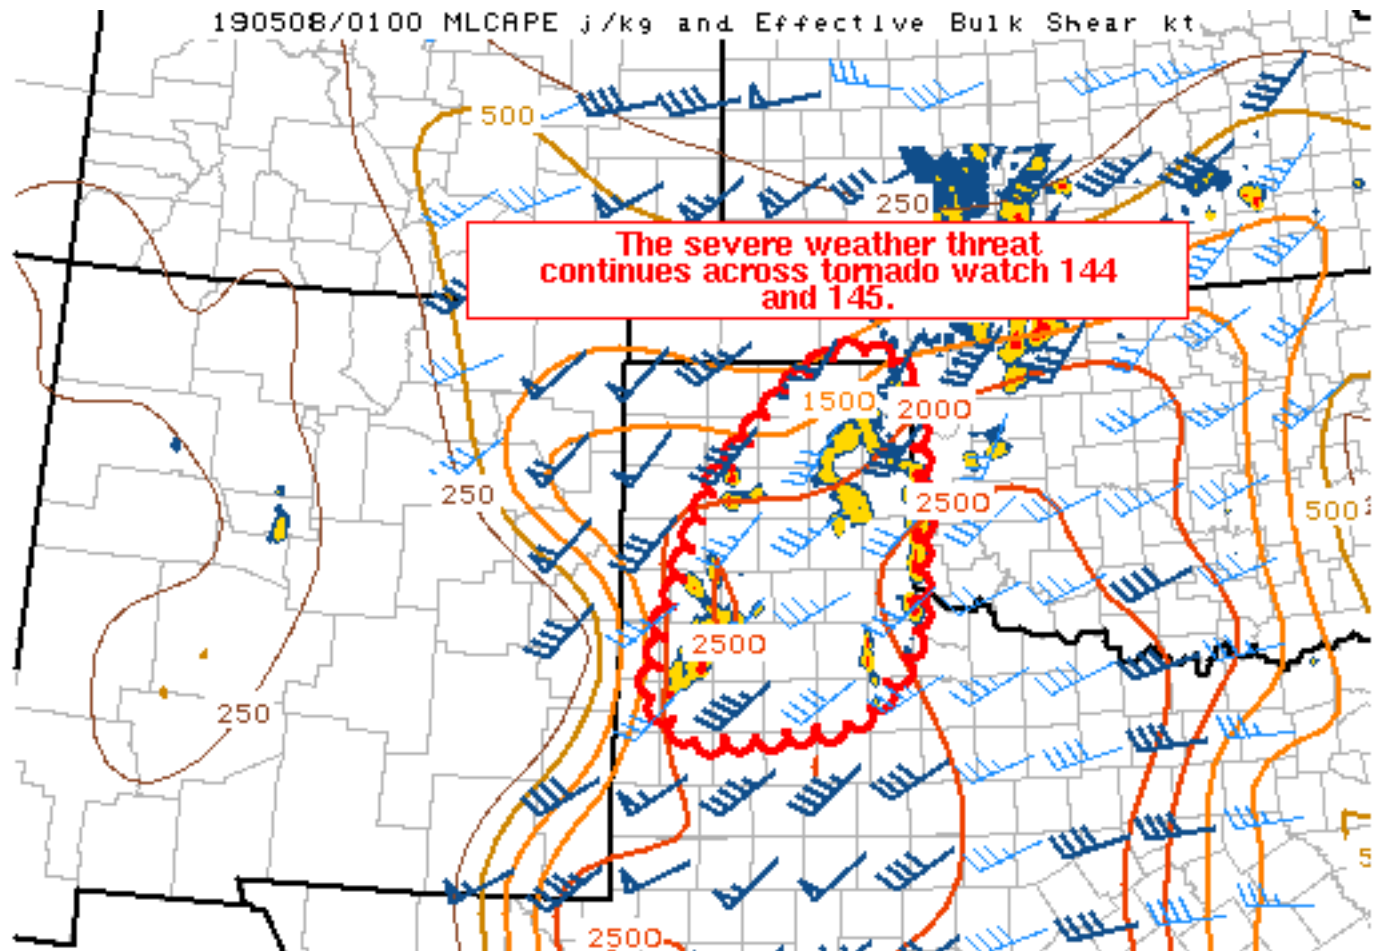 190508/0100 MLCAPE j/kg and Effective Bulk Shear kt
500
250
The severe weather threat
continues across tornado watch 144
and 145.
1500
2000
250
2500
500
2500
250
2500